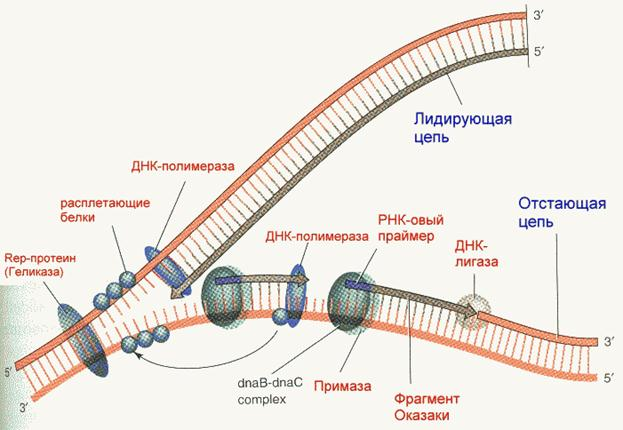 3'
5'
Лидирующая
цепь
ДНК-полимераза
расплетающие
белки
Rep-протеин
(Геликаза)
ДНК-полимераза
РНК-овый
праймер
ДНК-
лигаза
Отстающая
цепь
5'
3'
dnaB-dnaC
complex
Примаза
Фрагмент
Оказаки
3'
5'